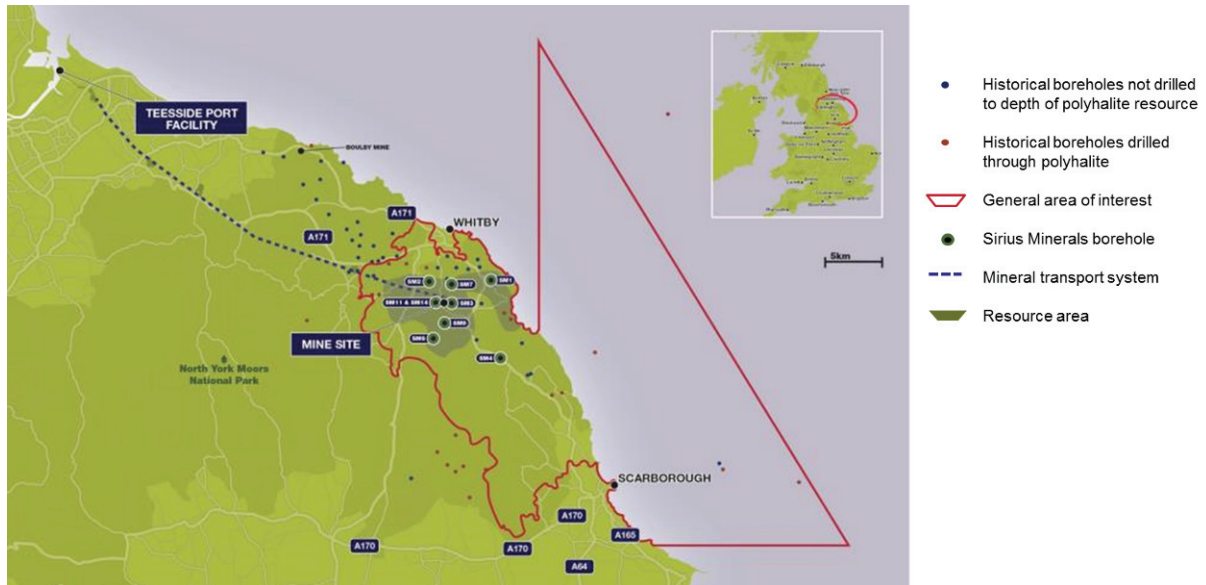 TEESSIDE PORT
FACILITY
BOULBY MINE
A171
WHITBY
A171
SM2
SM7
SM1
SM11 & SM14
SM3
MINE SITE
SM9
SM5
SM4
North York Moors
National Park
SCARBOROUGH
A170
A165
A170
A170
A64
5km
Edinburgh
London
Historical boreholes not drilled
to depth of polyhalite resource
Historical boreholes drilled
through polyhalite
General area of interest
Sirius Minerals borehole
Mineral transport system
Resource area